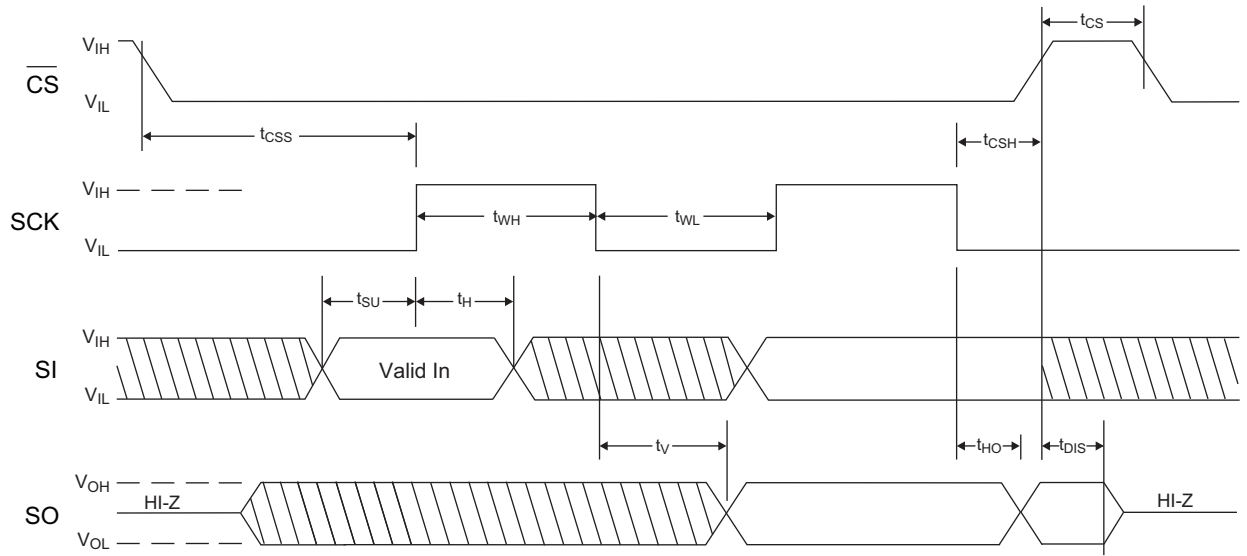 tCS
VIH
CS
VIL
tCSS
tCSH
VIH
SCK
tWH
tWL
VIL
tSU
tH
VIH
SI
Valid In
VIL
tV
tHO
tDIS
VOH
HI-Z
HI-Z
SO
VOL